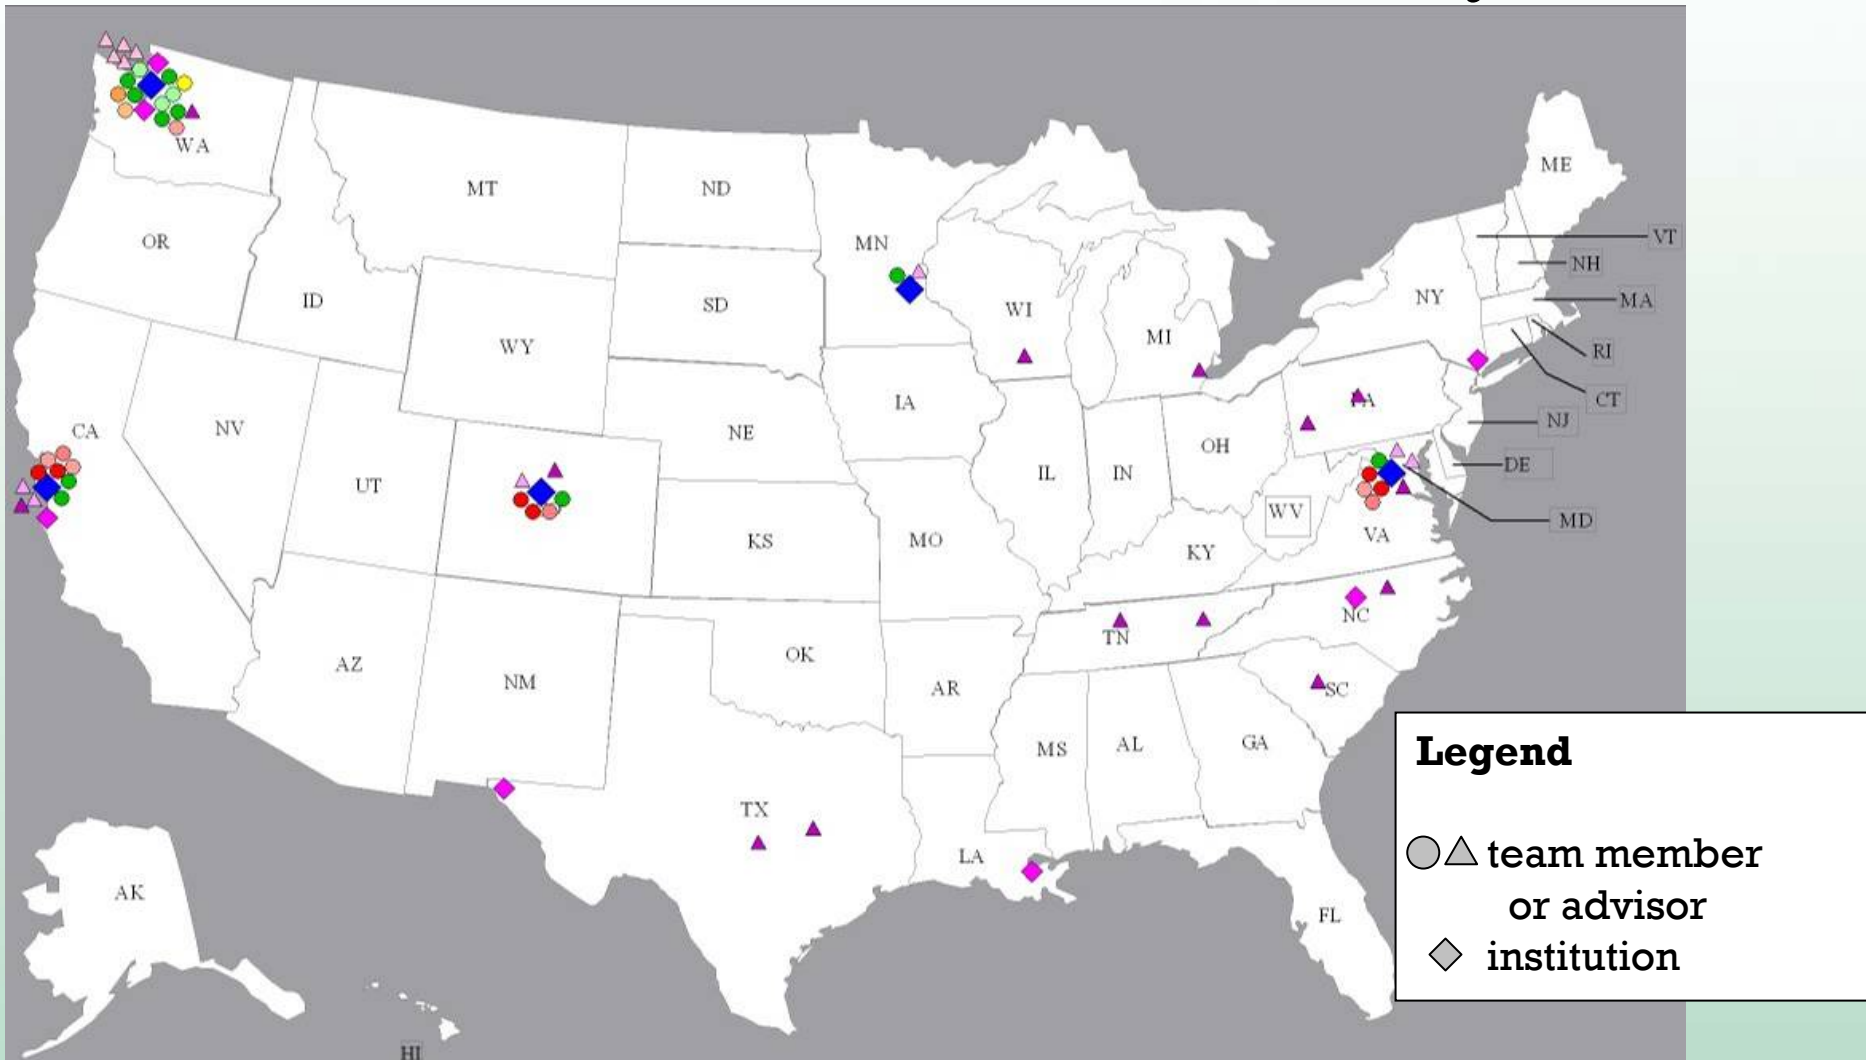 WA
ME
MT
ND
VT
OR
MN
NH
ID
SD
WI
NY
MA
MI
WY
RI
IA
PA
CT
CA
NV
NE
OH
NJ
UT
IL
IN
DE
WV
MD
KS
MO
KY
VA
NC
TN
AZ
OK
NM
AR
SC
MS
AL
GA
TX
LA
AK
FL
HI
Legend
team member
or advisor
institution